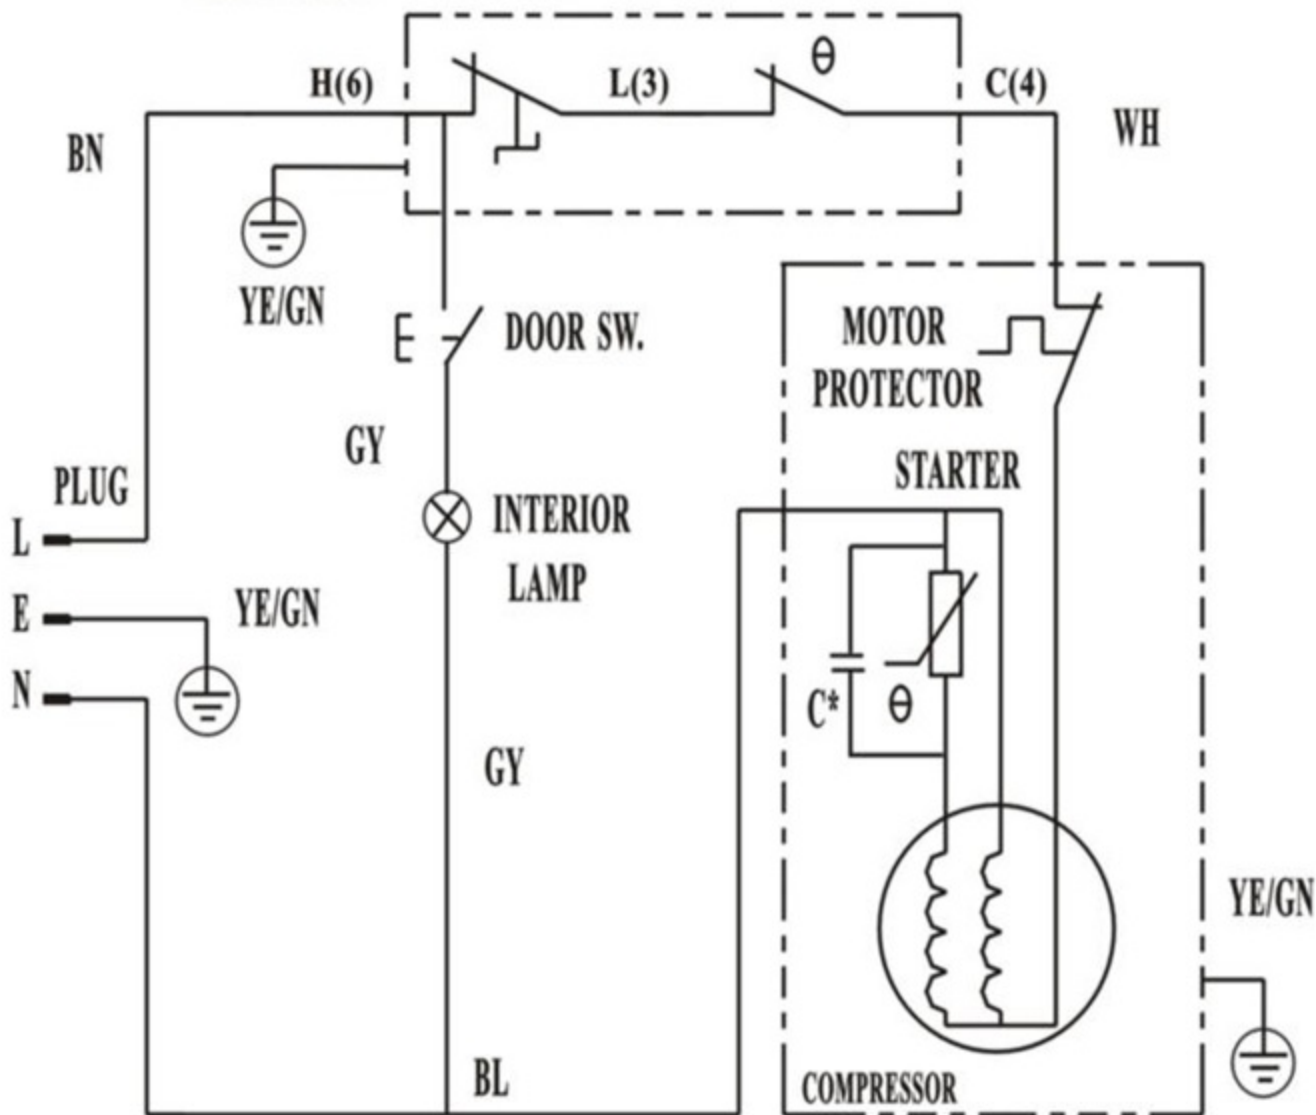 θ
H(6) L(3) C(4)
WH
BN
YE/GN
DOOR SW.
MOTOR
PROTECTOR
GY
STARTER
PLUG
INTERIOR
LAMP
L
E
YE/GN
N
C* θ
GY
YE/GN
BL
COMPRESSOR